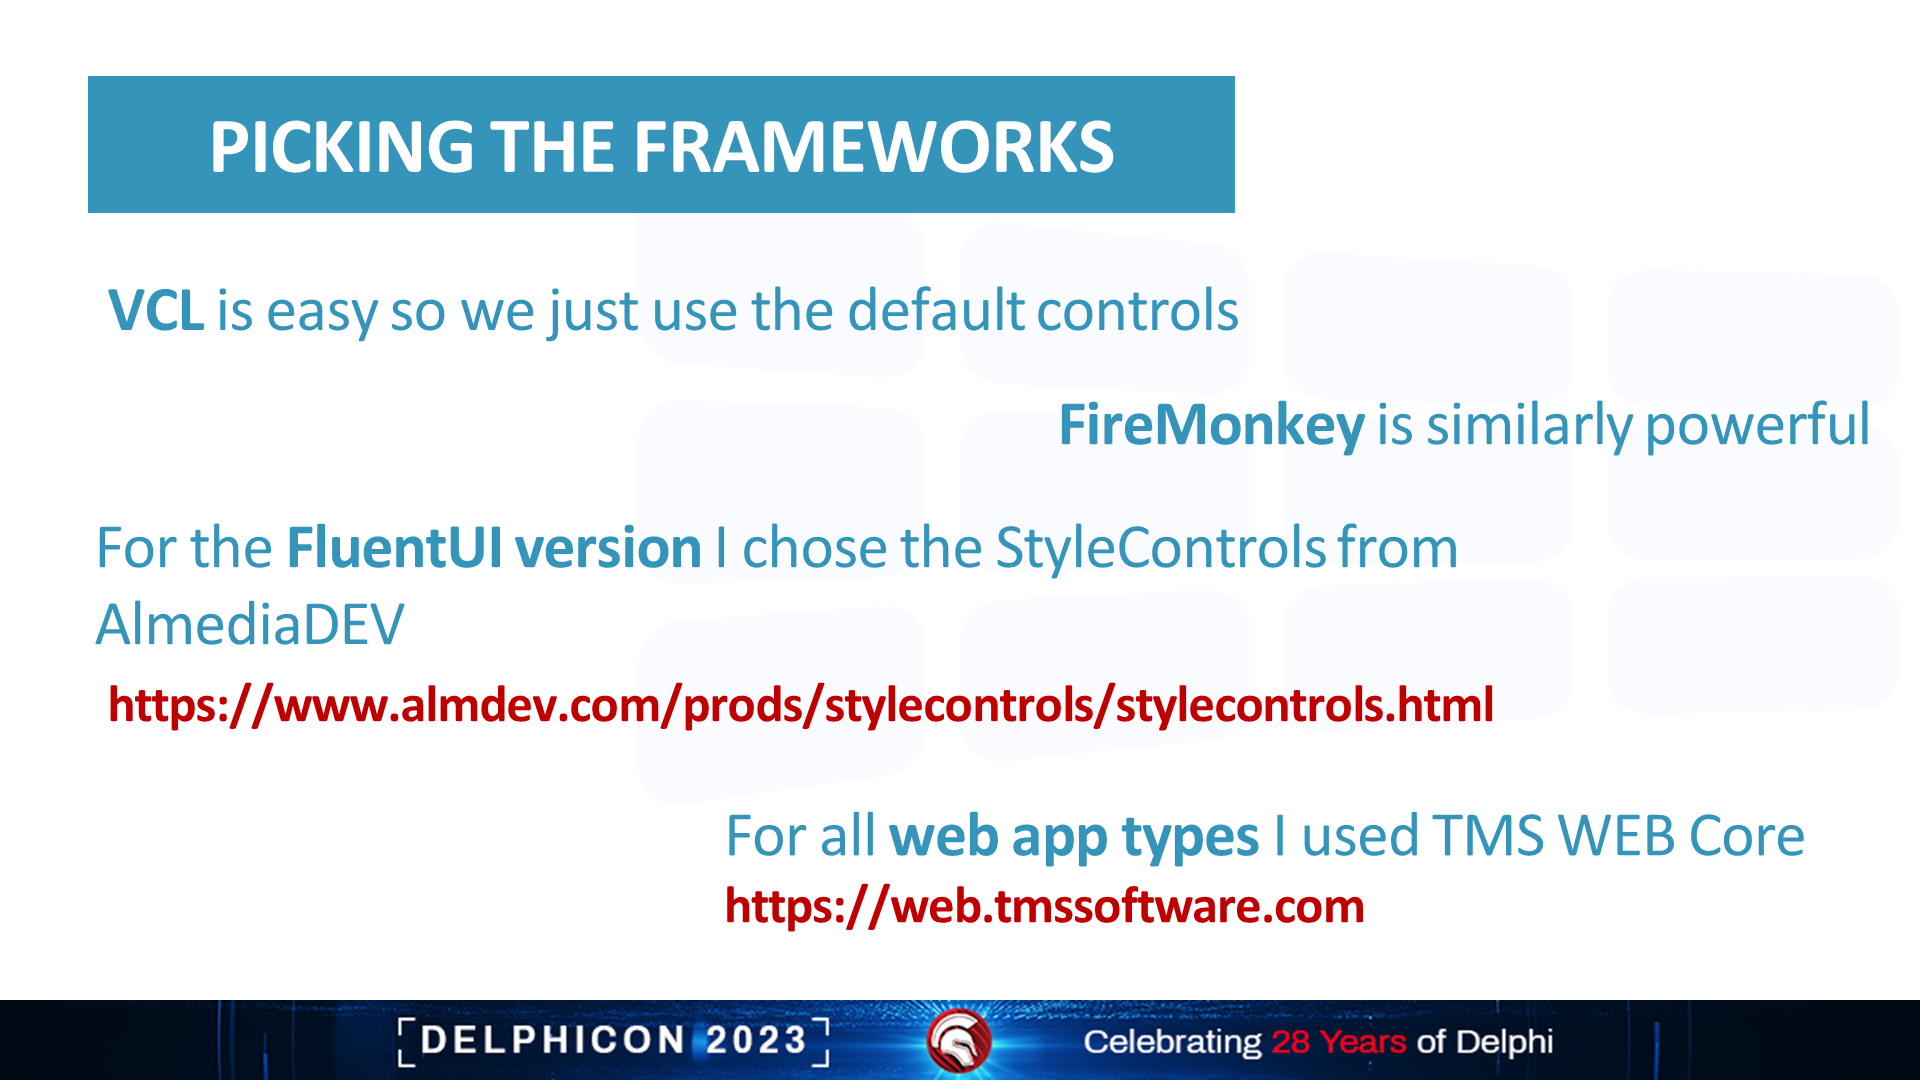 PICKING THE FRAMEWORKS
VCL is easy so we just use the default controls
FireMonkey is similarly powerful
For the FluentUI version I chose the StyleControls from
AlmediaDEV
https://www.almdev.com/prods/stylecontrols/stylecontrols.html
For all web app types I used TMS WEB Core
https://web.tmssoftware.com
DELPHICON 2023
Celebrating 28 Years of Delphi